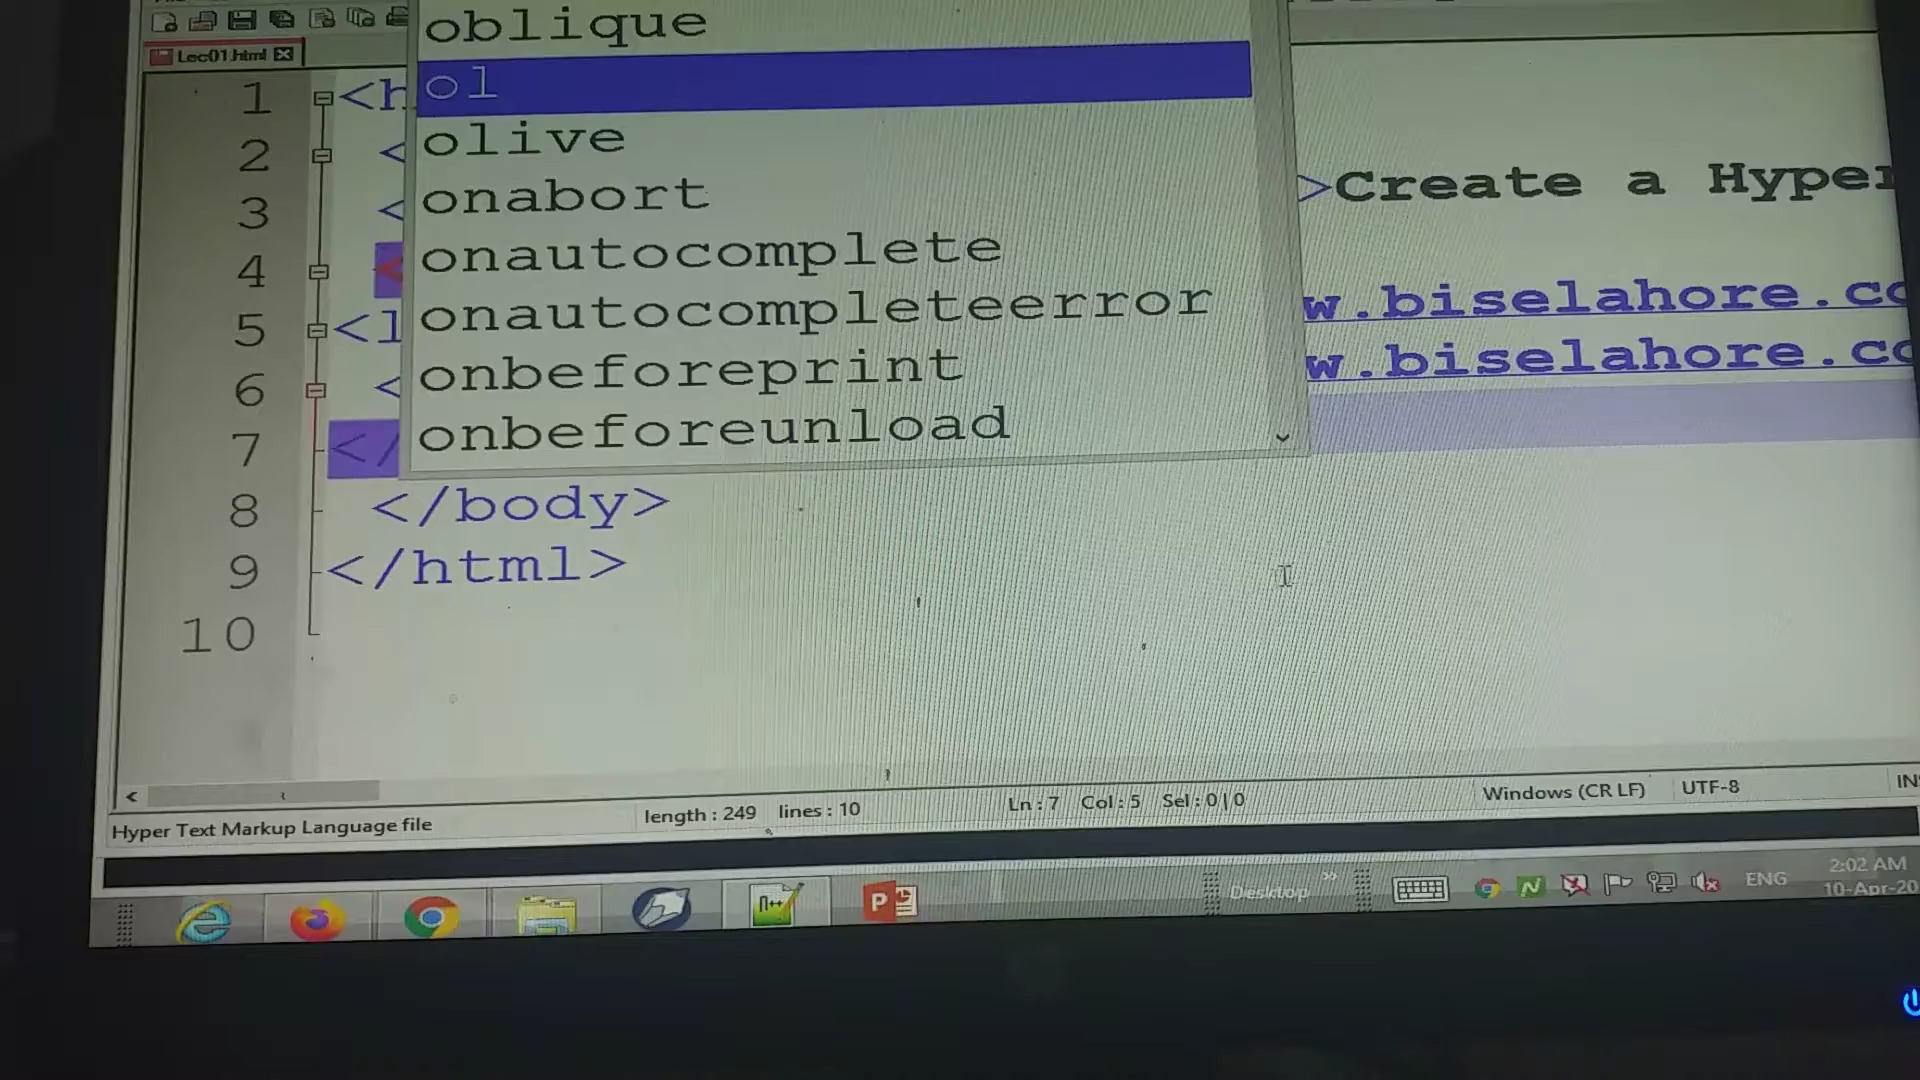 oblique
Lec01.html
ol
1 <h
olive
2 <
onabort
>Create a Hyper
3 <
onautocomplete
4 <
onautocompleteerror
w.biselahore.co
5 <l
onbeforeprint
w.biselahore.co
6 <
onbeforeunload
7 </
8 </body>
9 </html>
10
Hyper Text Markup Language file
length : 249 lines : 10
Ln : 7 Col : 5 Sel : 0 | 0
Windows (CR LF)
UTF-8
IN
Desktop
ENG
2:02 AM
10-Apr-20